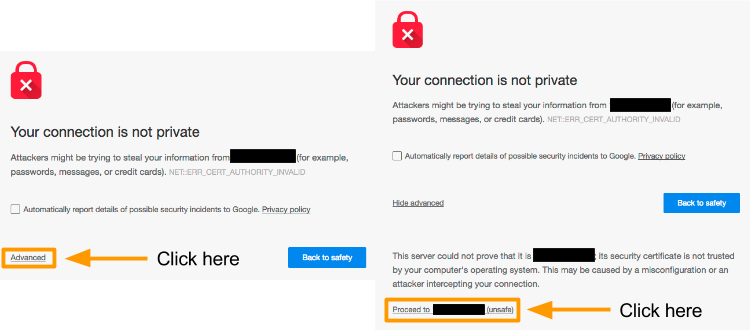 Your connection is not private
Attackers might be trying to steal your information from (for example,
passwords, messages, or credit cards). NET::ERR_CERT_AUTHORITY_INVALID
Automatically report details of possible security incidents to Google. Privacy policy
Advanced
Click here
Back to safety
Your connection is not private
Attackers might be trying to steal your information from (for example,
passwords, messages, or credit cards). NET::ERR_CERT_AUTHORITY_INVALID
Automatically report details of possible security incidents to Google. Privacy policy
Hide advanced
Back to safety
This server could not prove that it is ; its security certificate is not trusted
by your computer's operating system. This may be caused by a misconfiguration or an
attacker intercepting your connection.
Proceed to (unsafe)
Click here